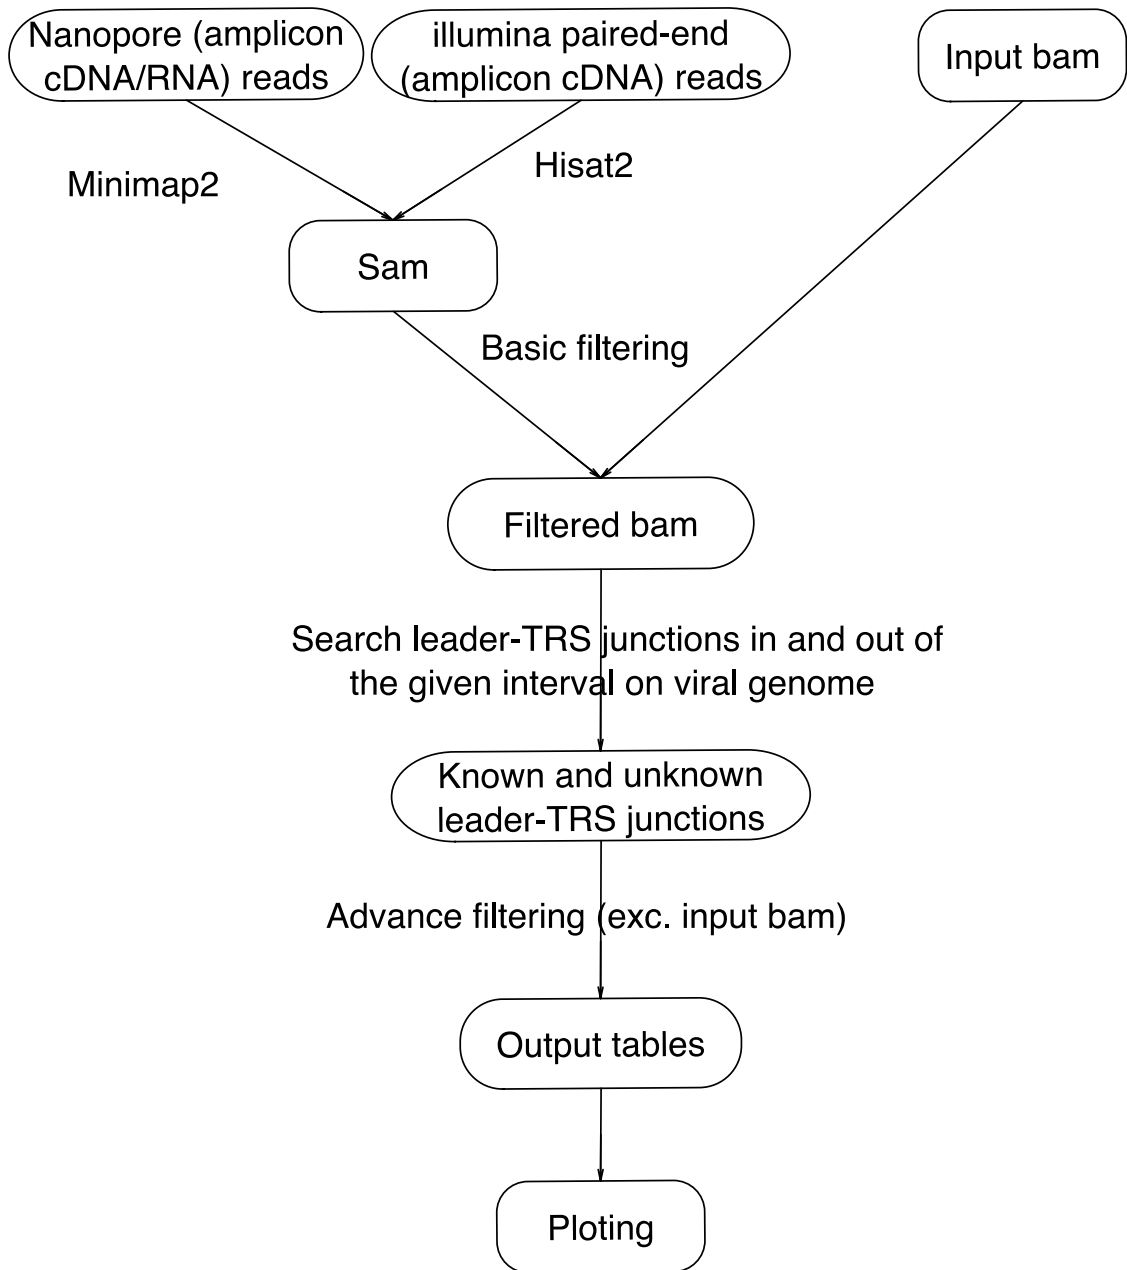 Nanopore (amplicon
cDNA/RNA) reads
illumina paired-end
(amplicon cDNA) reads
Input bam
Minimap2
Hisat2
Sam
Basic filtering
Filtered bam
Search leader-TRS junctions in and out of
the given interval on viral genome
Known and unknown
leader-TRS junctions
Advance filtering (exc. input bam)
Output tables
Ploting